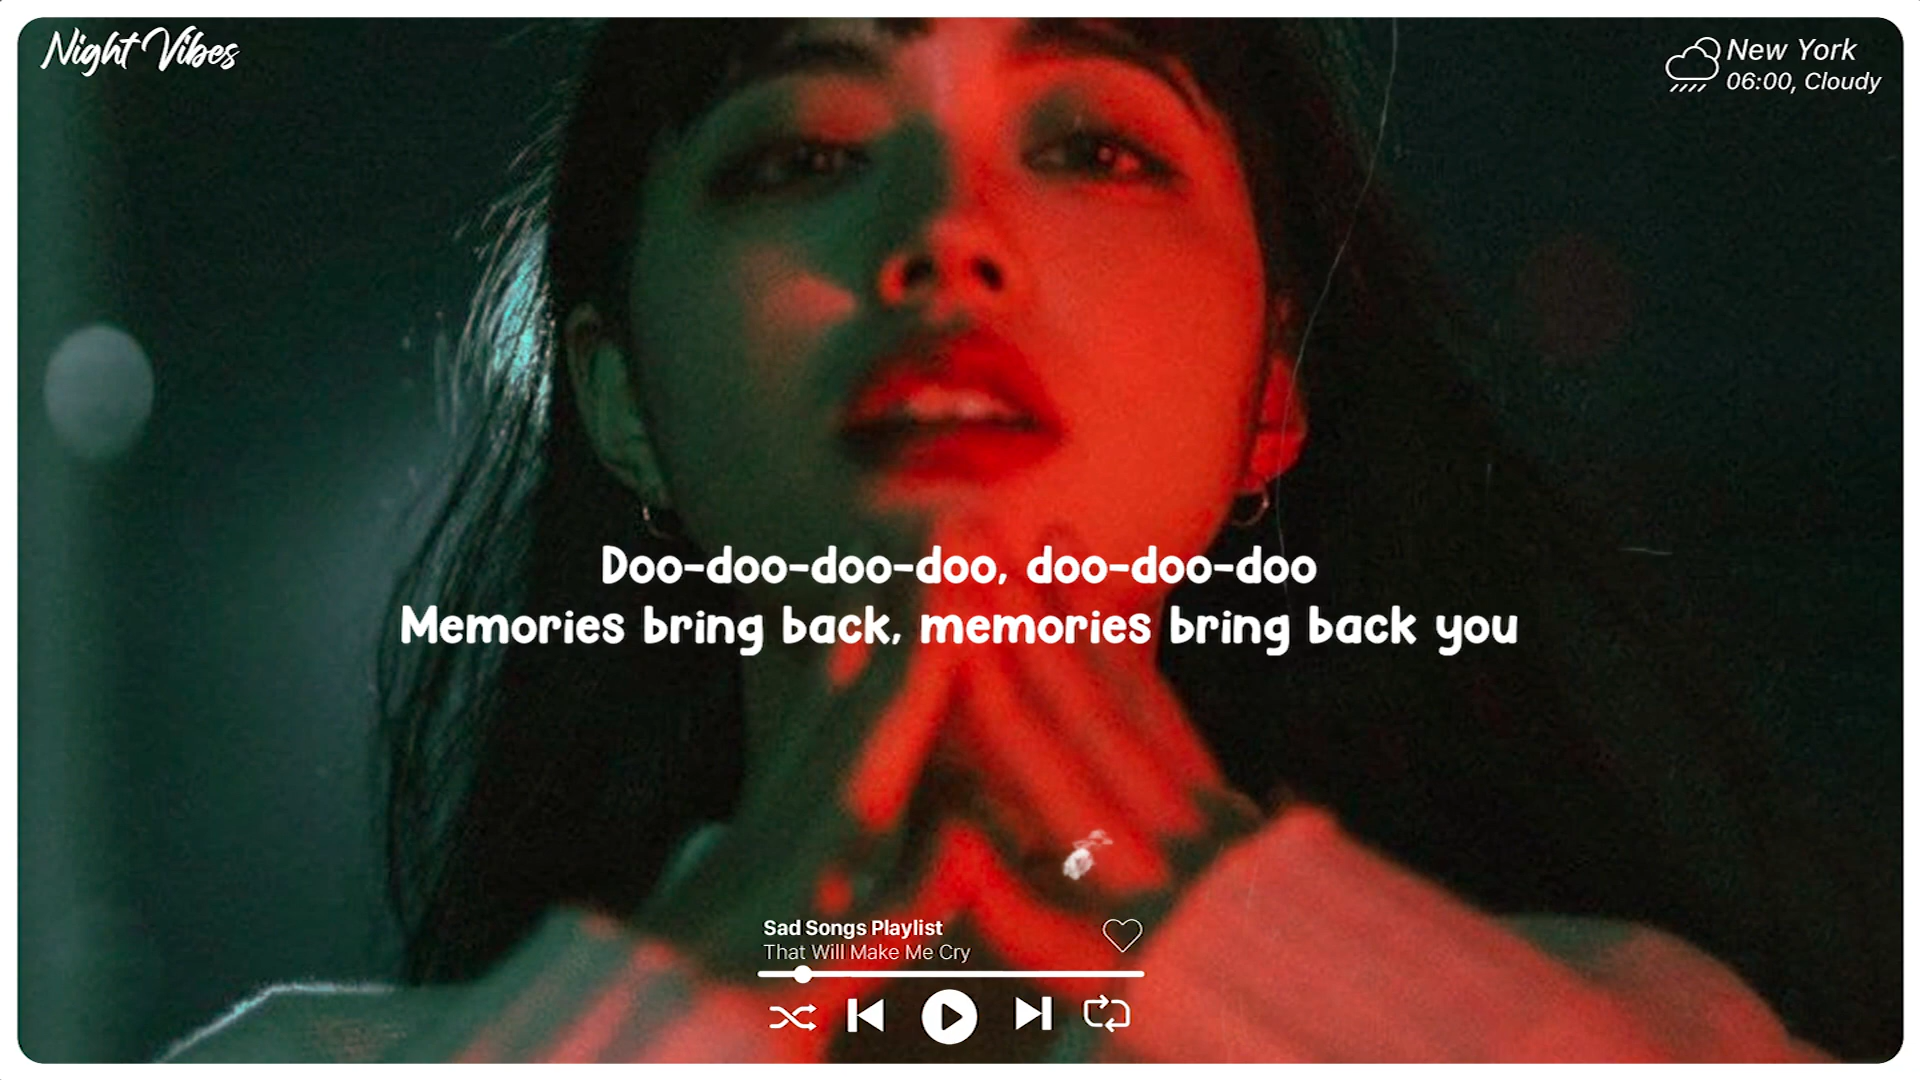 Night Vibes
New York
06:00, Cloudy
Doo-doo-doo-doo, doo-doo-doo
Memories bring back, memories bring back you
Sad Songs Playlist
That Will Make Me Cry